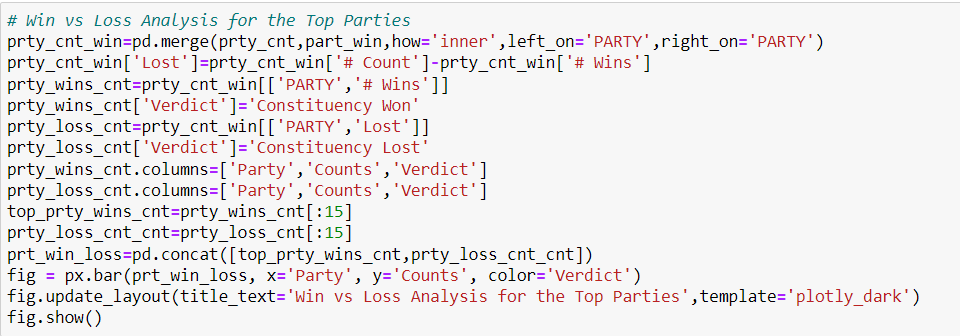 # Win vs Loss Analysis for the Top Parties
prty_cnt_win=pd.merge(prty_cnt,part_win,how='inner',left_on='PARTY',right_on='PARTY')
prty_cnt_win['Lost']=prty_cnt_win['# Count']-prty_cnt_win['# Wins']
prty_wins_cnt=prty_cnt_win[['PARTY','# Wins']]
prty_wins_cnt['Verdict']='Constituency Won'
prty_loss_cnt=prty_cnt_win[['PARTY','Lost']]
prty_loss_cnt['Verdict']='Constituency Lost'
prty_wins_cnt.columns=['Party','Counts','Verdict']
prty_loss_cnt.columns=['Party','Counts','Verdict']
top_prty_wins_cnt=prty_wins_cnt[:15]
prty_loss_cnt_cnt=prty_loss_cnt[:15]
prt_win_loss=pd.concat([top_prty_wins_cnt,prty_loss_cnt_cnt])
fig = px.bar(prt_win_loss, x='Party', y='Counts', color='Verdict')
fig.update_layout(title_text='Win vs Loss Analysis for the Top Parties',template='plotly_dark')
fig.show()